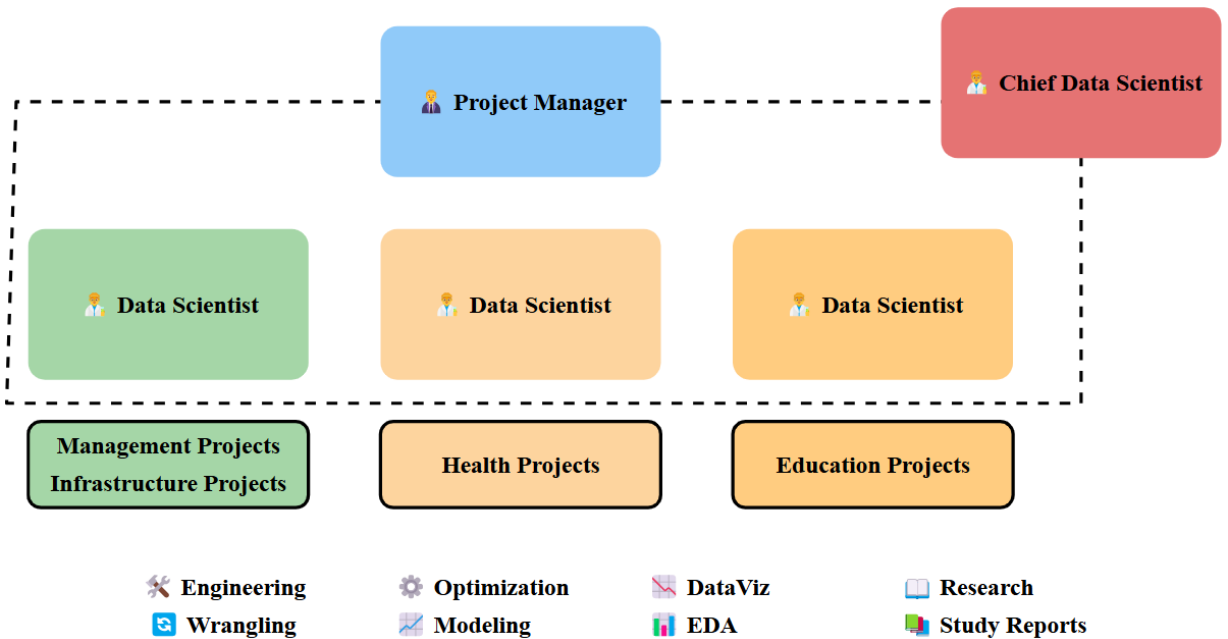 Project Manager
Chief Data Scientist
Data Scientist
Data Scientist
Data Scientist
Management Projects
Infrastructure Projects
Health Projects
Education Projects
Engineering
Optimization
DataViz
Research
Wrangling
Modeling
EDA
Study Reports